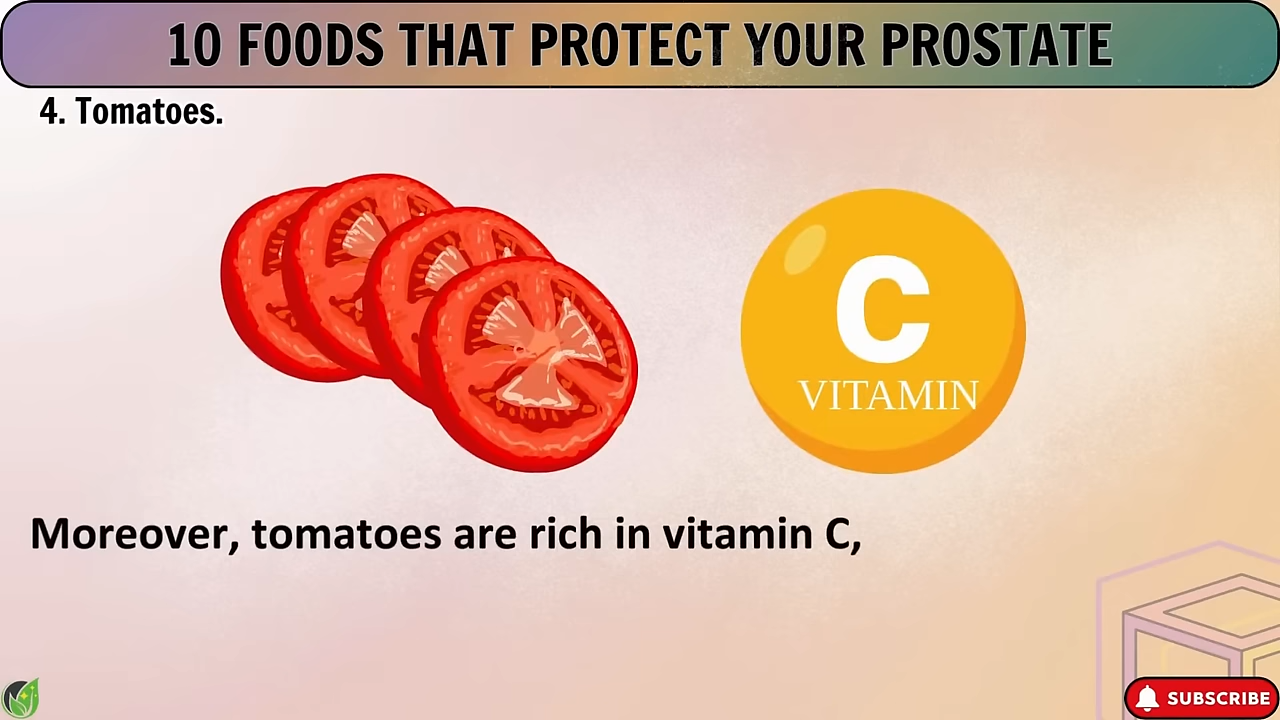 10 FOODS THAT PROTECT YOUR PROSTATE
4. Tomatoes.
C
VITAMIN
Moreover, tomatoes are rich in vitamin C,
SUBSCRIBE